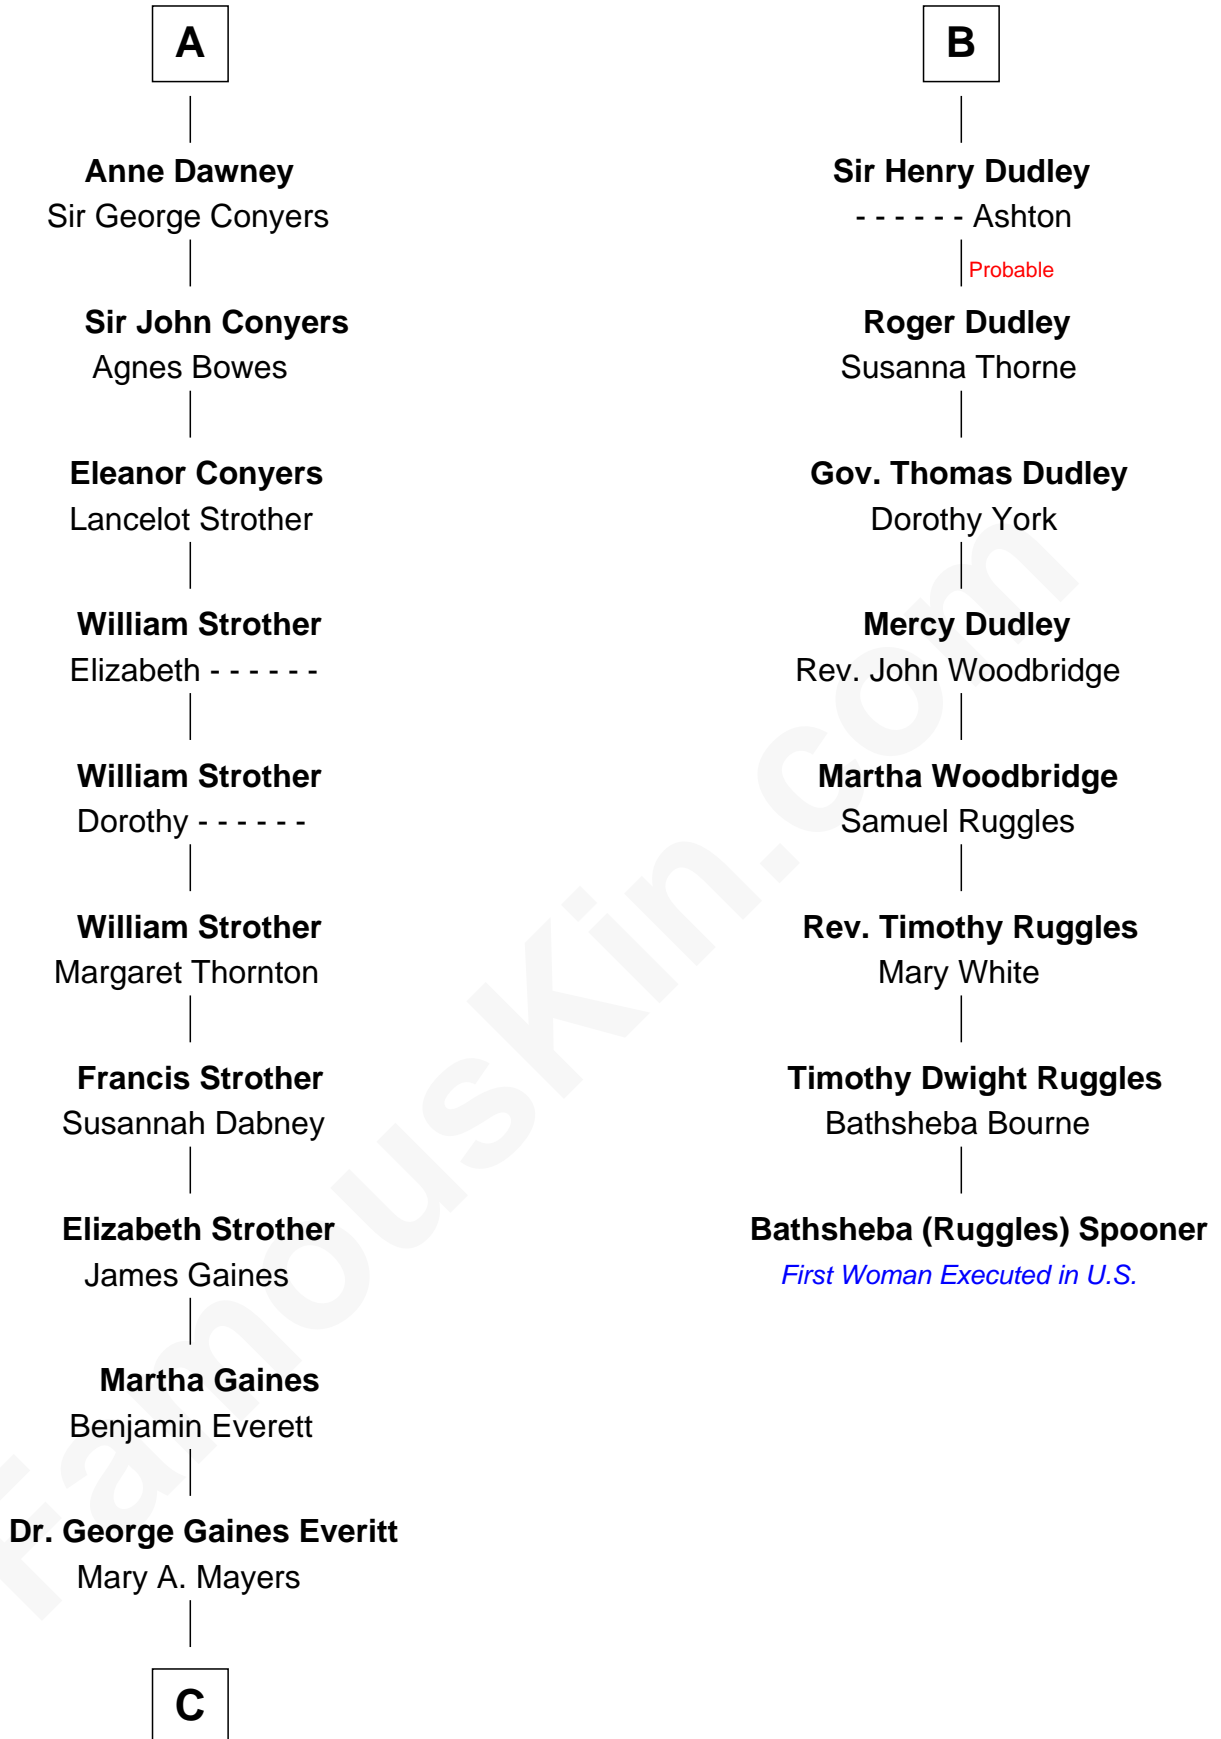 A
Anne Dawney
Sir George Conyers
Sir John Conyers
Agnes Bowes
Eleanor Conyers
Lancelot Strother
William Strother
Elizabeth - - - - - -
William Strother
Dorothy - - - - - -
William Strother
Margaret Thornton
Francis Strother
Susannah Dabney
Elizabeth Strother
James Gaines
Martha Gaines
Benjamin Everett
Dr. George Gaines Everitt
Mary A. Mayers
C
B
Sir Henry Dudley
- - - - - - Ashton
Probable
Roger Dudley
Susanna Thorne
Gov. Thomas Dudley
Dorothy York
Mercy Dudley
Rev. John Woodbridge
Martha Woodbridge
Samuel Ruggles
Rev. Timothy Ruggles
Mary White
Timothy Dwight Ruggles
Bathsheba Bourne
Bathsheba (Ruggles) Spooner
First Woman Executed in U.S.
FamousKin.com